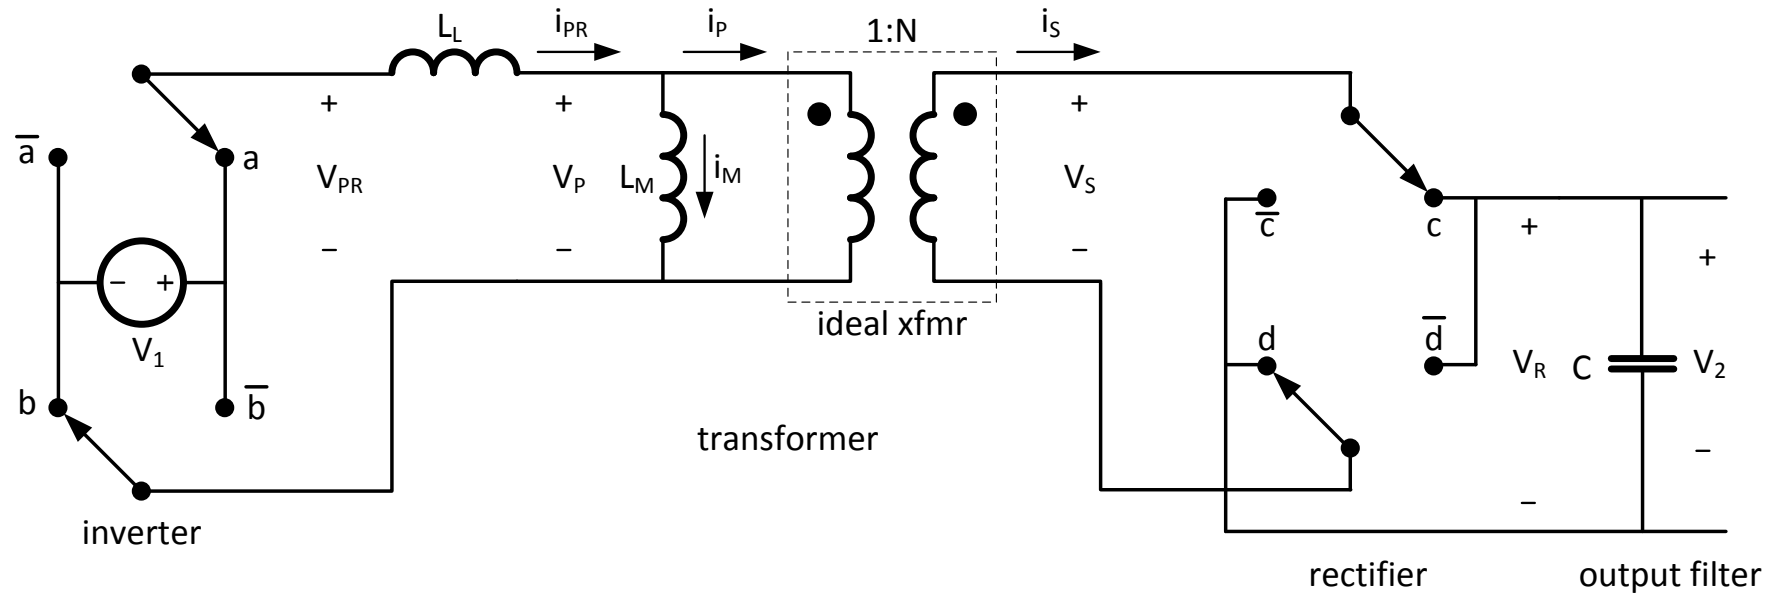 L_L
i_PR
i_P
1:N
i_S
+
+
+
a̅
a
V_PR
V_P
L_M
i_M
V_S
c̅
c
+
−
−
−
+
− +
V_1
ideal xfmr
d
d̅
V_R
C
V_2
b
b̅
transformer
−
−
inverter
rectifier
output filter